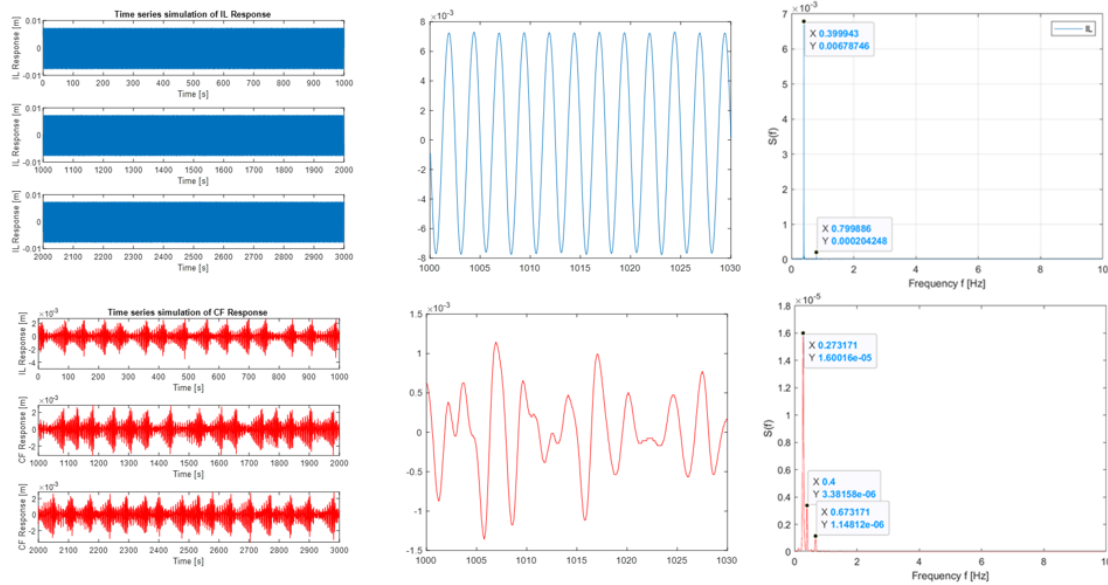 Time series simulation of IL Response
IL Response [m]
0.01
0
-0.01
0 100 200 300 400 500 600 700 800 900 1000
Time [s]
IL Response [m]
0.01
0
-0.01
1000 1100 1200 1300 1400 1500 1600 1700 1800 1900 2000
Time [s]
IL Response [m]
0.01
0
-0.01
2000 2100 2200 2300 2400 2500 2600 2700 2800 2900 3000
Time [s]
×10⁻³
8
6
4
2
0
-2
-4
-6
-8
1000 1005 1010 1015 1020 1025 1030
×10⁻³
7
6
5
4
3
2
1
0
S(f)
IL
X 0.399943
Y 0.00678746
X 0.799886
Y 0.000204248
0 2 4 6 8 10
Frequency f [Hz]
Time series simulation of CF Response
×10⁻³
IL Response [m]
2
0
-2
-4
0 100 200 300 400 500 600 700 800 900 1000
Time [s]
×10⁻³
CF Response [m]
2
0
-2
1000 1100 1200 1300 1400 1500 1600 1700 1800 1900 2000
Time [s]
×10⁻³
CF Response [m]
2
0
-2
2000 2100 2200 2300 2400 2500 2600 2700 2800 2900 3000
Time [s]
×10⁻³
1.5
1
0.5
0
-0.5
-1
-1.5
1000 1005 1010 1015 1020 1025 1030
×10⁻⁵
1.8
1.6
1.4
1.2
1
0.8
0.6
0.4
0.2
0
S(f)
X 0.273171
Y 1.60016e-05
X 0.4
Y 3.38158e-06
X 0.673171
Y 1.14812e-06
0 2 4 6 8 10
Frequency f [Hz]